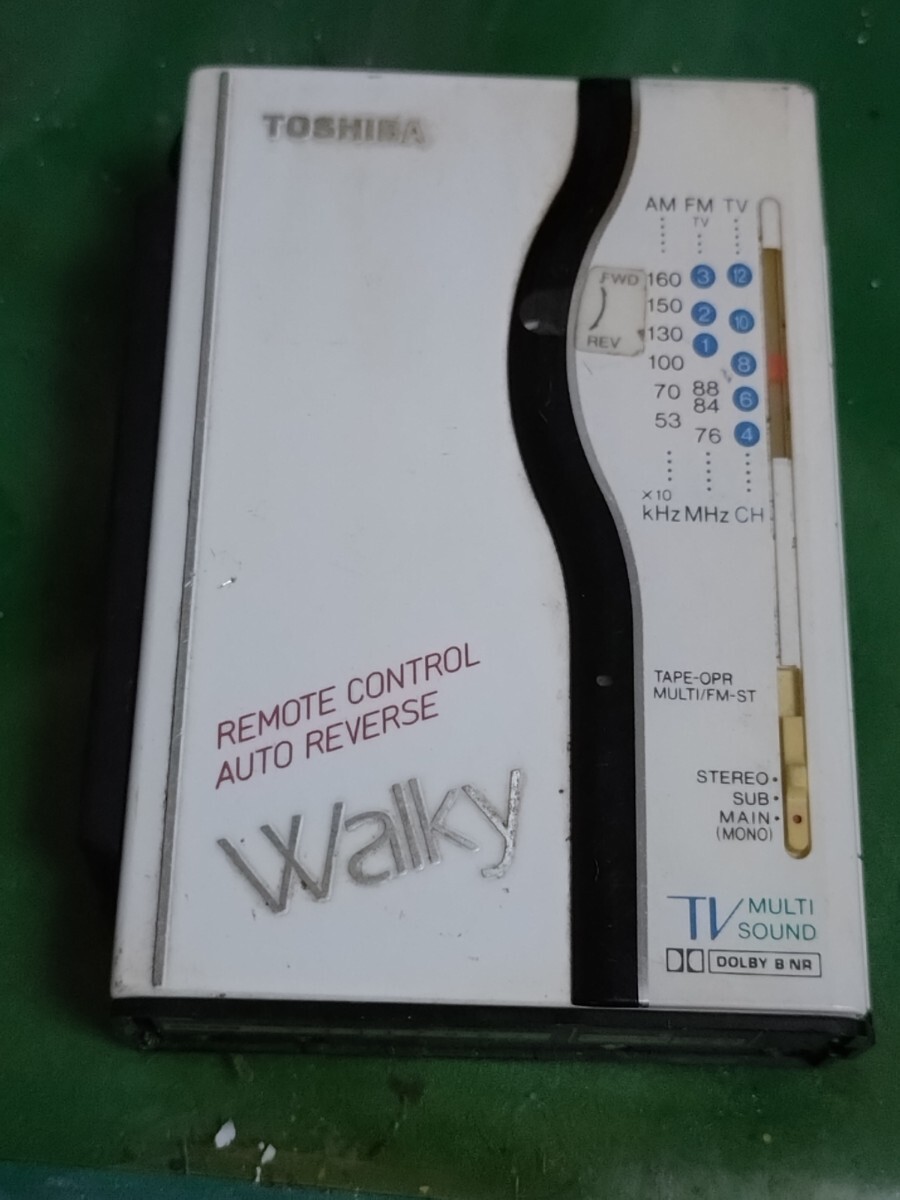 TOSHIBA
AM FM TV
TV
FWD
REV
160 3 12
150 2 10
130 1
100 8
70 88 6
84
53 76 4
×10
kHz MHz CH
REMOTE CONTROL
AUTO REVERSE
Walky
TAPE-OPR
MULTI/FM-ST
STEREO
SUB
MAIN
(MONO)
TV MULTI
SOUND
DOLBY B NR